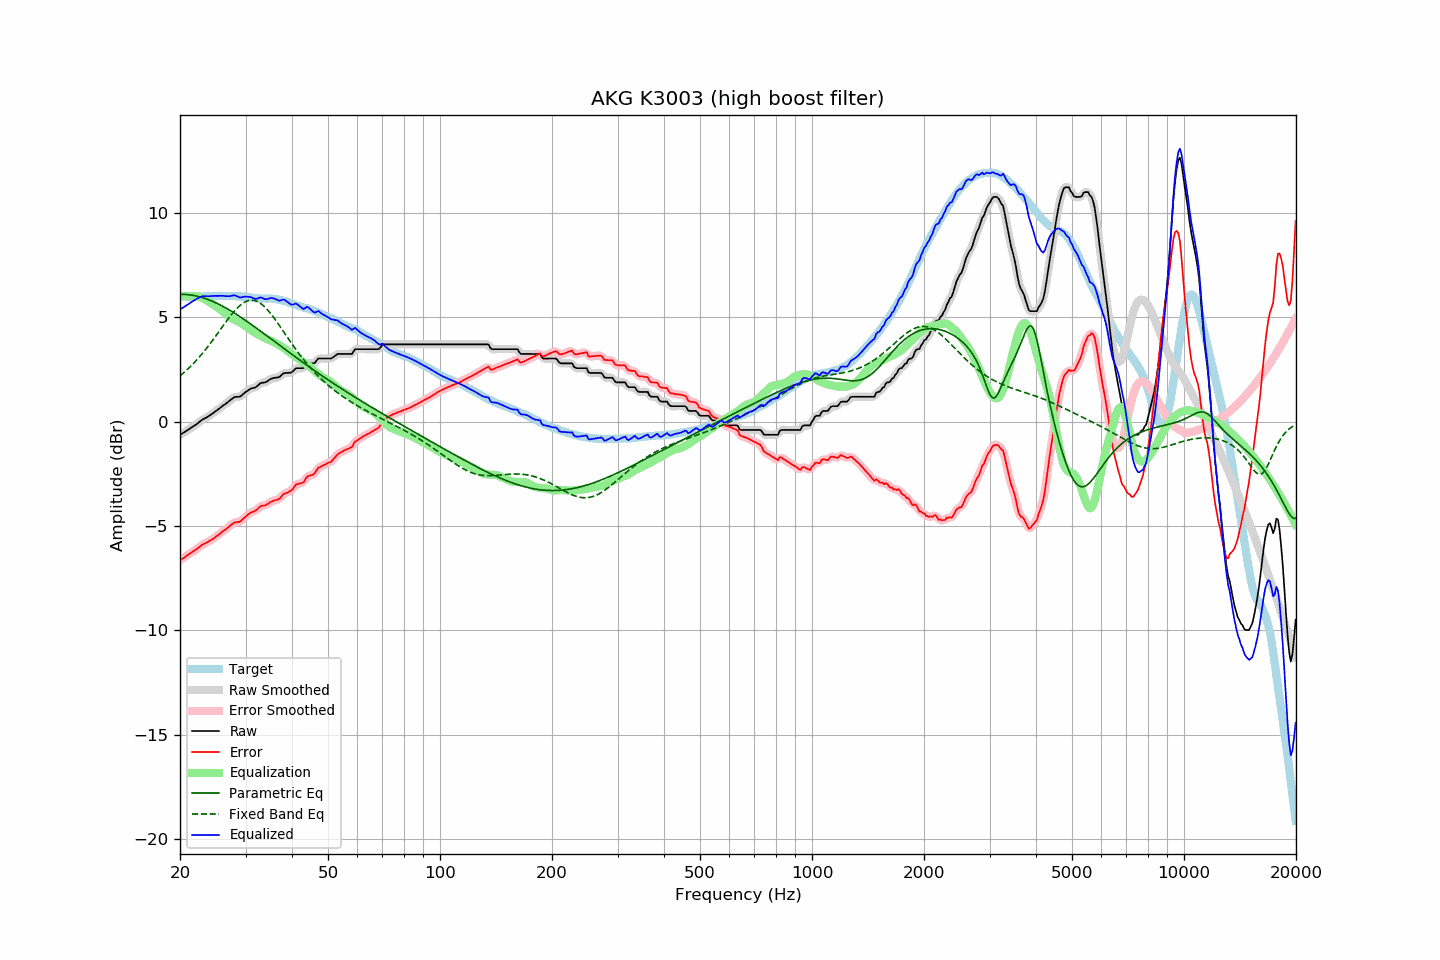 AKG K3003 (high boost filter)
Amplitude (dBr)
10
5
0
−5
−10
−15
−20
Target
Raw Smoothed
Error Smoothed
Raw
Error
Equalization
Parametric Eq
Fixed Band Eq
Equalized
20 50 100 200 500 1000 2000 5000 10000 20000
Frequency (Hz)